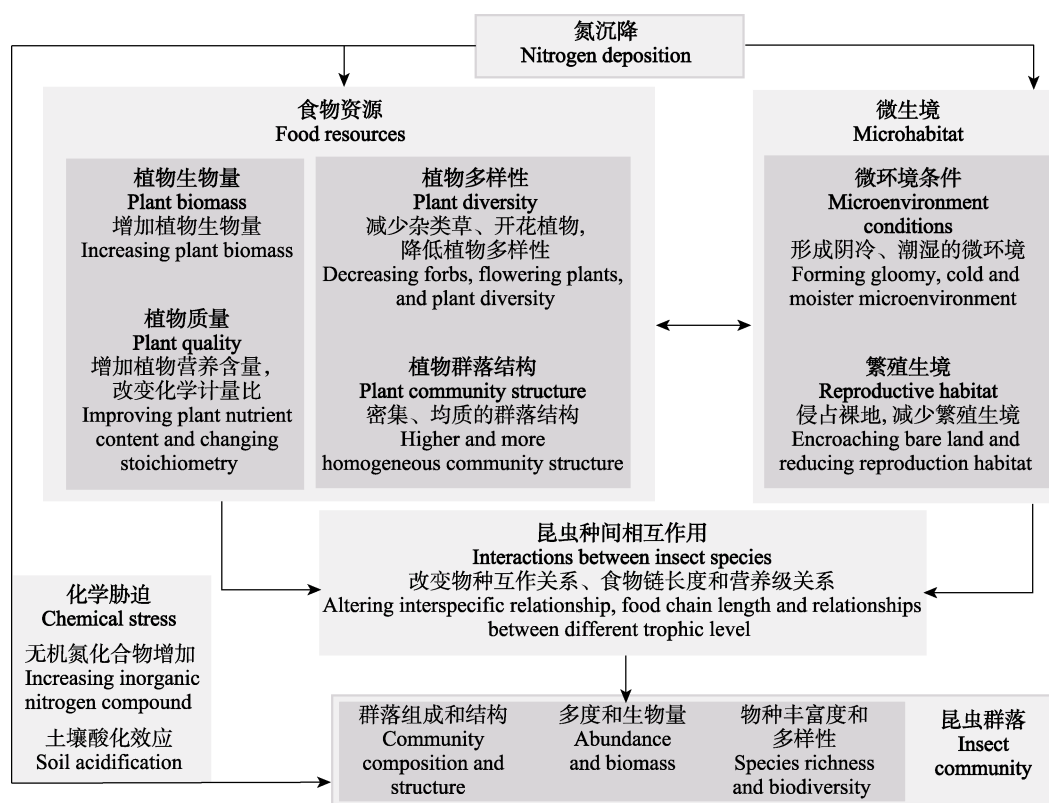 氮沉降
Nitrogen deposition
食物资源
Food resources
植物生物量
Plant biomass
增加植物生物量
Increasing plant biomass
植物质量
Plant quality
增加植物营养含量,
改变化学计量比
Improving plant nutrient
content and changing
stoichiometry
植物多样性
Plant diversity
减少杂类草、开花植物,
降低植物多样性
Decreasing forbs, flowering plants,
and plant diversity
植物群落结构
Plant community structure
密集、均质的群落结构
Higher and more
homogeneous community structure
微生境
Microhabitat
微环境条件
Microenvironment
conditions
形成阴冷、潮湿的微环境
Forming gloomy, cold and
moister microenvironment
繁殖生境
Reproductive habitat
侵占裸地, 减少繁殖生境
Encroaching bare land and
reducing reproduction habitat
昆虫种间相互作用
Interactions between insect species
改变物种互作关系、食物链长度和营养级关系
Altering interspecific relationship, food chain length and relationships
between different trophic level
化学胁迫
Chemical stress
无机氮化合物增加
Increasing inorganic
nitrogen compound
土壤酸化效应
Soil acidification
群落组成和结构
Community
composition and
structure
多度和生物量
Abundance
and biomass
物种丰富度和
多样性
Species richness
and biodiversity
昆虫群落
Insect
community